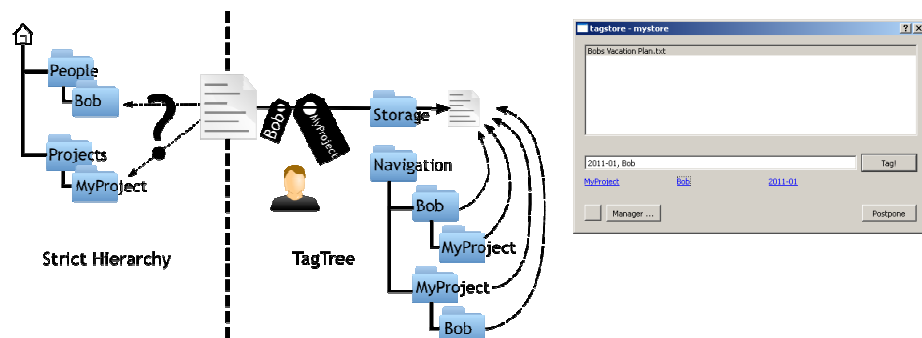 People
Bob
Projects
MyProject
Strict Hierarchy
?
Bob
MyProject
TagTree
Storage
Navigation
Bob
MyProject
MyProject
Bob
tagstore - mystore
Bobs Vacation Plan.txt
2011-01, Bob
Tag!
MyProject Bob 2011-01
Manager ...
Postpone